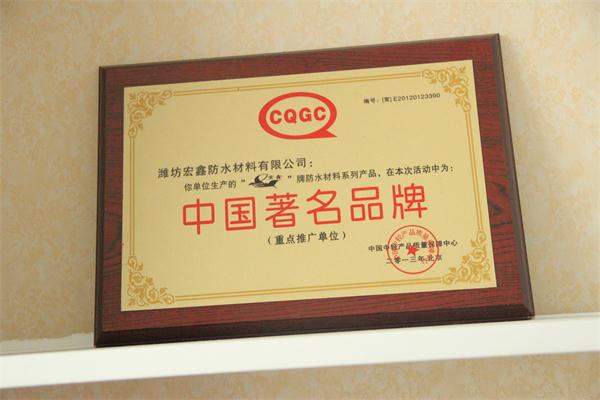 CQGC
编号:[重]E20120123390
潍坊宏鑫防水材料有限公司:
你单位生产的“宏鑫”牌防水材料系列产品,在本次活动中为:
中国著名品牌
(重点推广单位)
中国中轻产品质量保障中心
二零一三年.北京